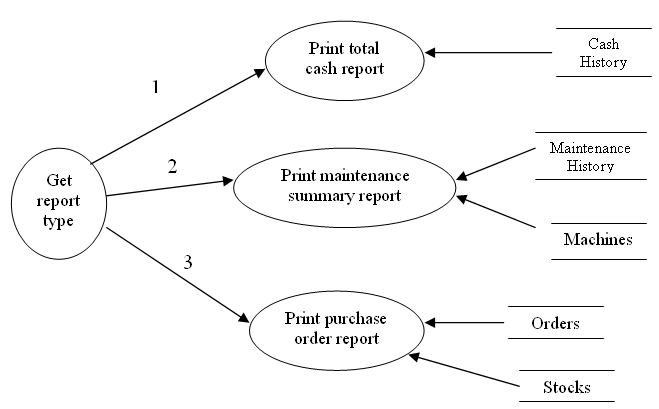 Print total
cash report
Cash
History
1
2
Print maintenance
summary report
Maintenance
History
Get
report
type
Machines
3
Print purchase
order report
Orders
Stocks